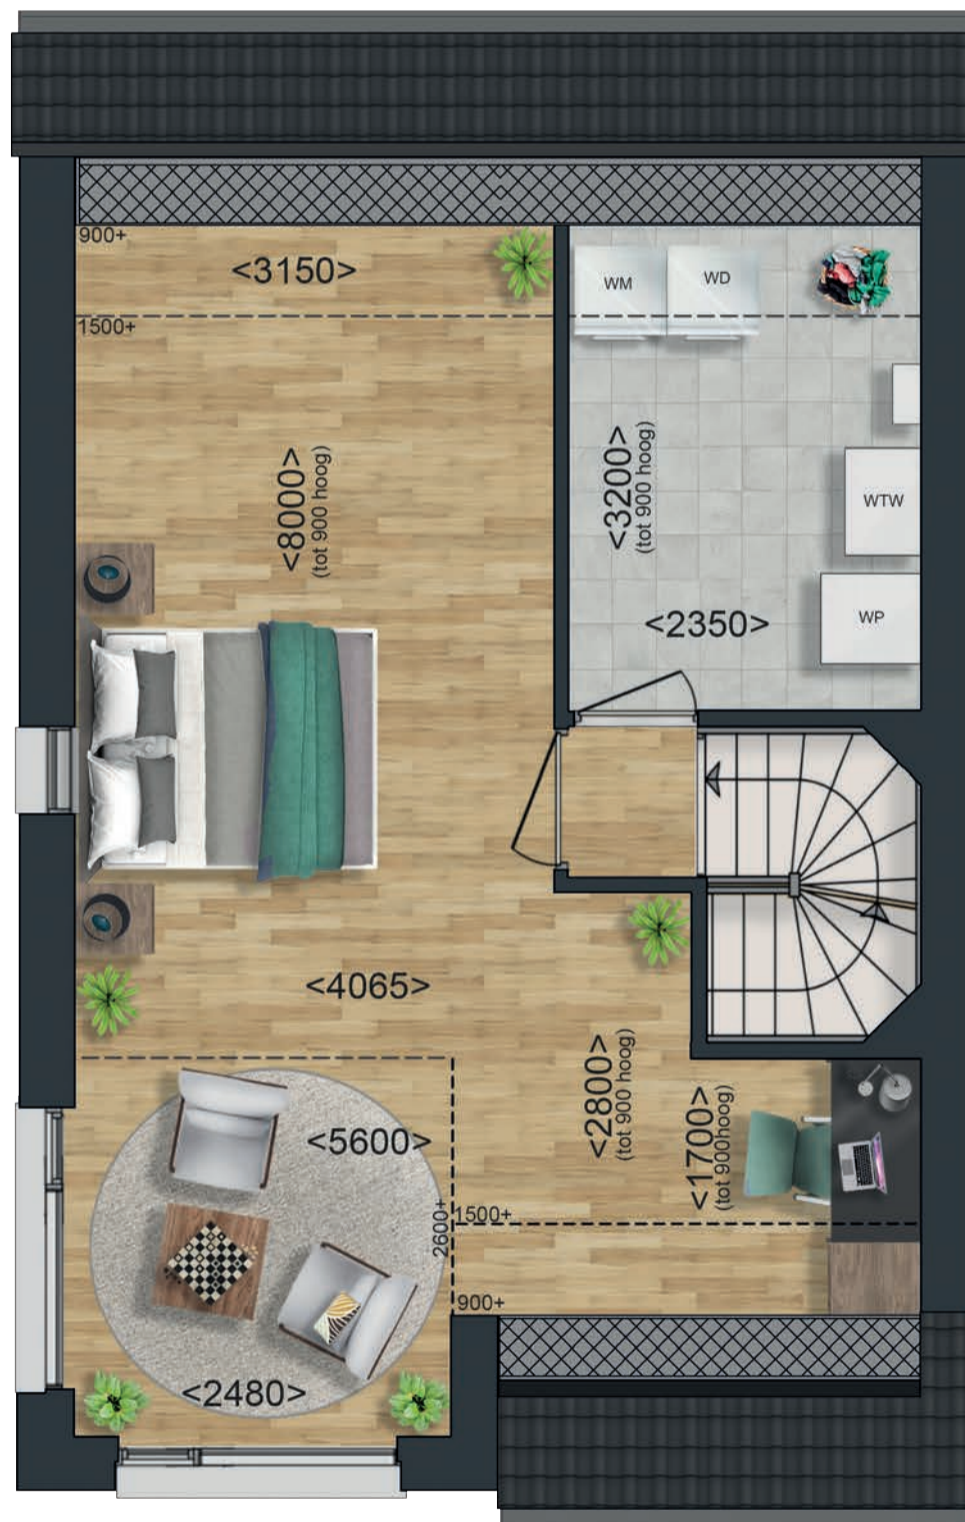 900+
<3150>
WM
WD
1500+
<8000>
(tot 900 hoog)
<3200>
(tot 900 hoog)
WTW
WP
<2350>
<4065>
<2800>
(tot 900 hoog)
<1700>
(tot 900hoog)
<5600>
2600+
1500+
900+
<2480>